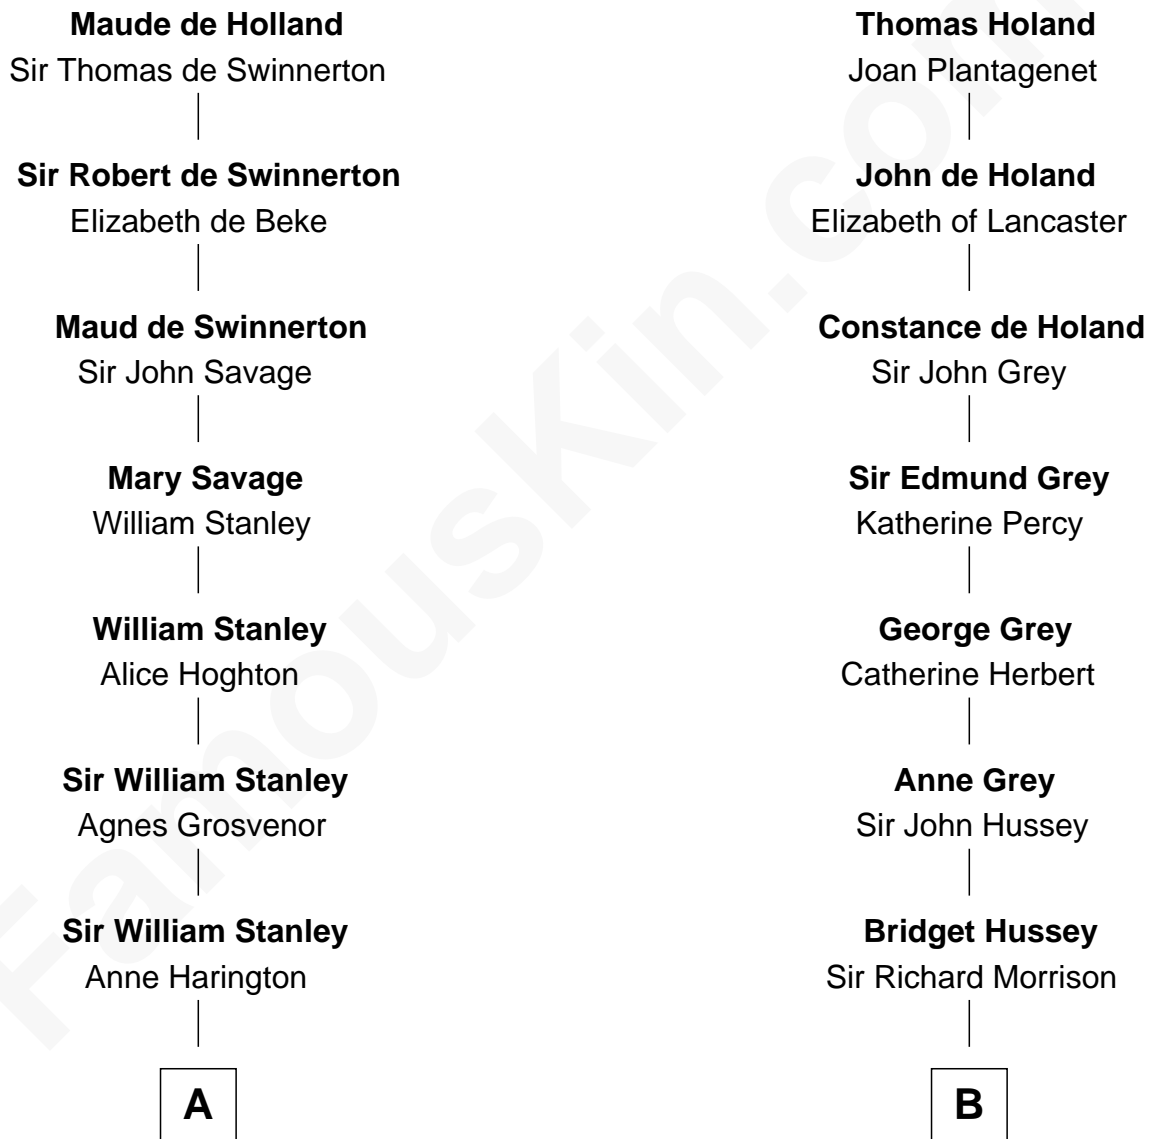 Maude de Holland
Sir Thomas de Swinnerton
Sir Robert de Swinnerton
Elizabeth de Beke
Maud de Swinnerton
Sir John Savage
Mary Savage
William Stanley
William Stanley
Alice Hoghton
Sir William Stanley
Agnes Grosvenor
Sir William Stanley
Anne Harington
A
Thomas Holand
Joan Plantagenet
John de Holand
Elizabeth of Lancaster
Constance de Holand
Sir John Grey
Sir Edmund Grey
Katherine Percy
George Grey
Catherine Herbert
Anne Grey
Sir John Hussey
Bridget Hussey
Sir Richard Morrison
B
FamousKin.com